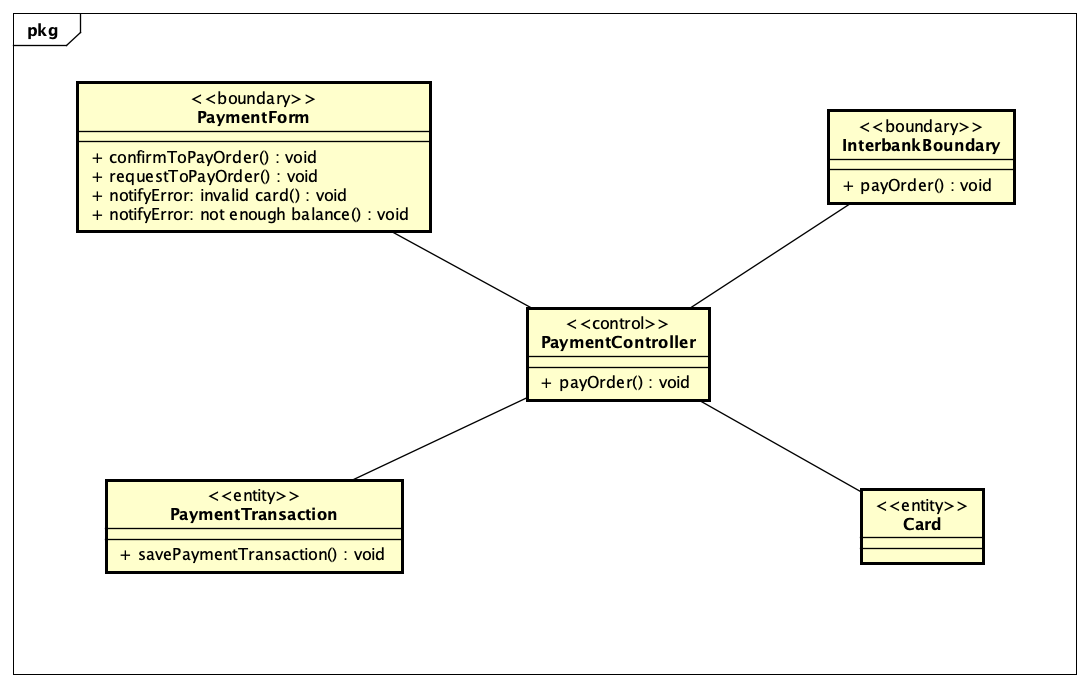 pkg
<<boundary>>
PaymentForm
+ confirmToPayOrder() : void
+ requestToPayOrder() : void
+ notifyError: invalid card() : void
+ notifyError: not enough balance() : void
<<boundary>>
InterbankBoundary
+ payOrder() : void
<<control>>
PaymentController
+ payOrder() : void
<<entity>>
PaymentTransaction
+ savePaymentTransaction() : void
<<entity>>
Card